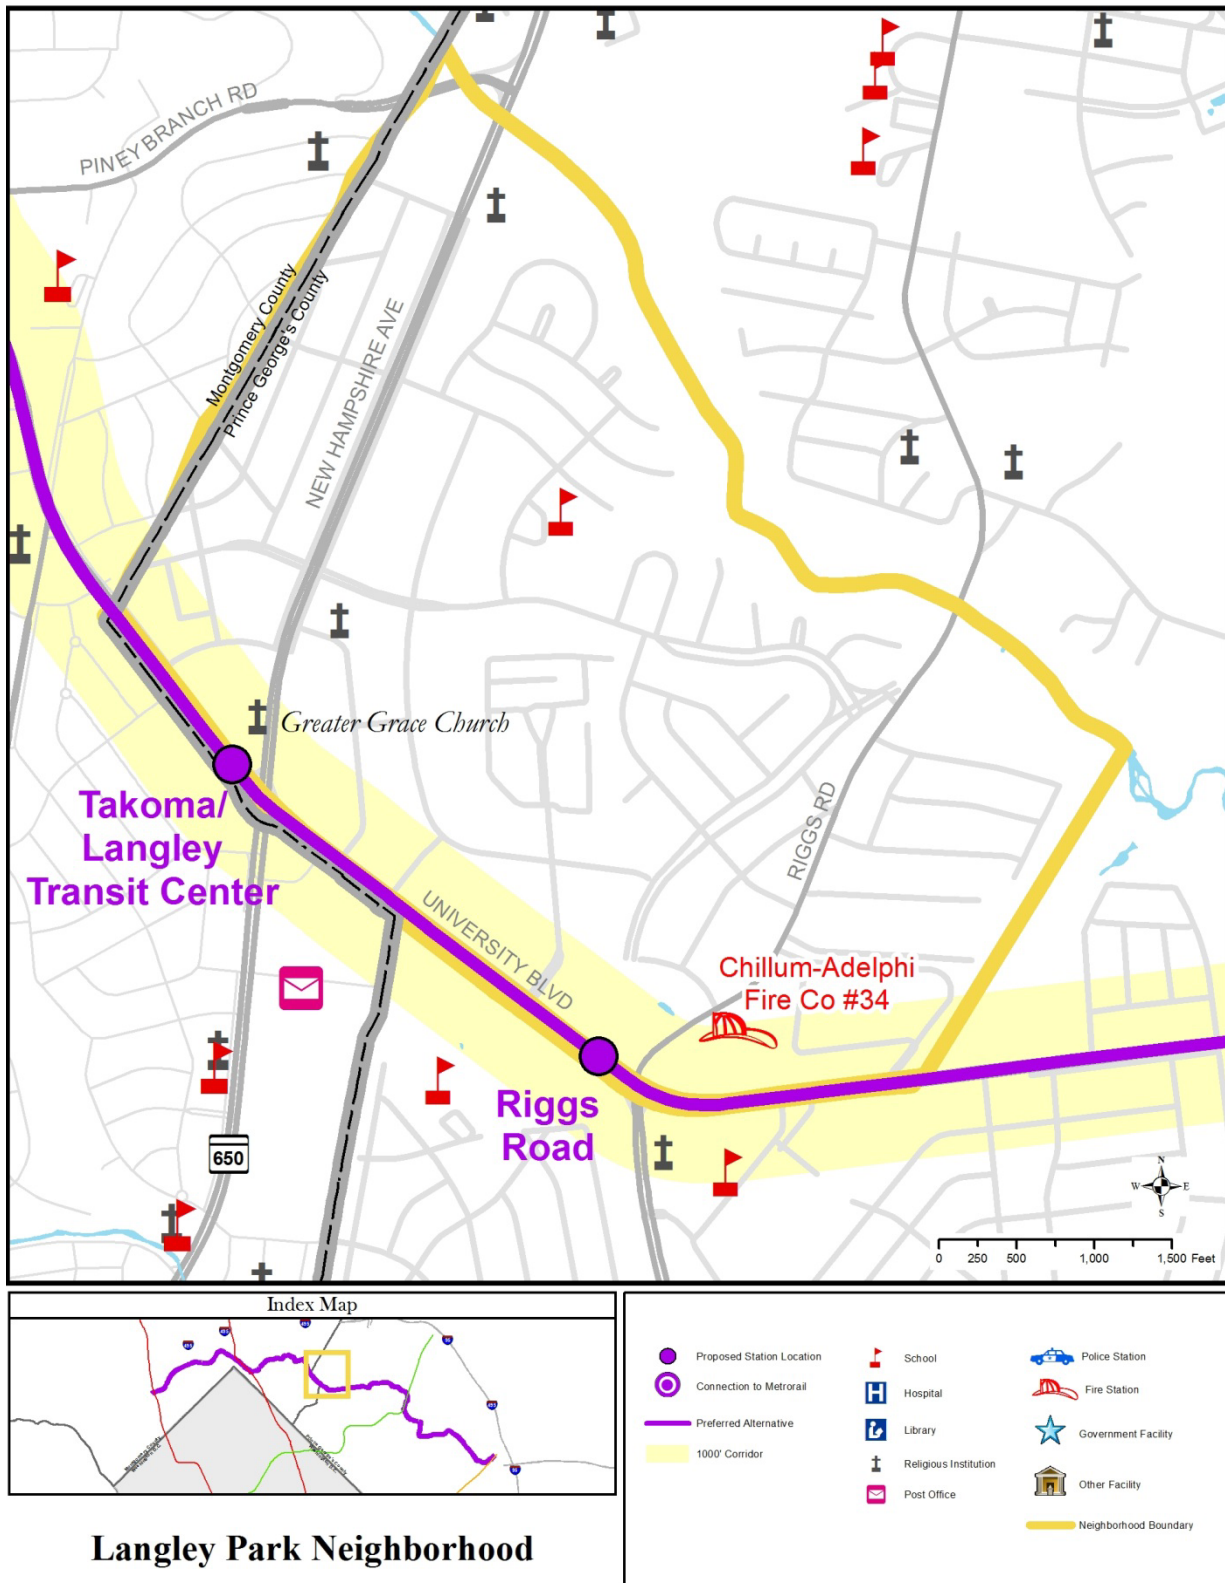 PINEY BRANCH RD
Montgomery County
Prince George's County
NEW HAMPSHIRE AVE
Greater Grace Church
Takoma/
Langley
Transit Center
UNIVERSITY BLVD
RIGGS RD
Chillum-Adelphi
Fire Co #34
Riggs
Road
650
N
W E
S
0 250 500 1,000 1,500 Feet
Index Map
Langley Park Neighborhood
Proposed Station Location
Connection to Metrorail
Preferred Alternative
1000' Corridor
School
Hospital
Library
Religious Institution
Post Office
Police Station
Fire Station
Government Facility
Other Facility
Neighborhood Boundary